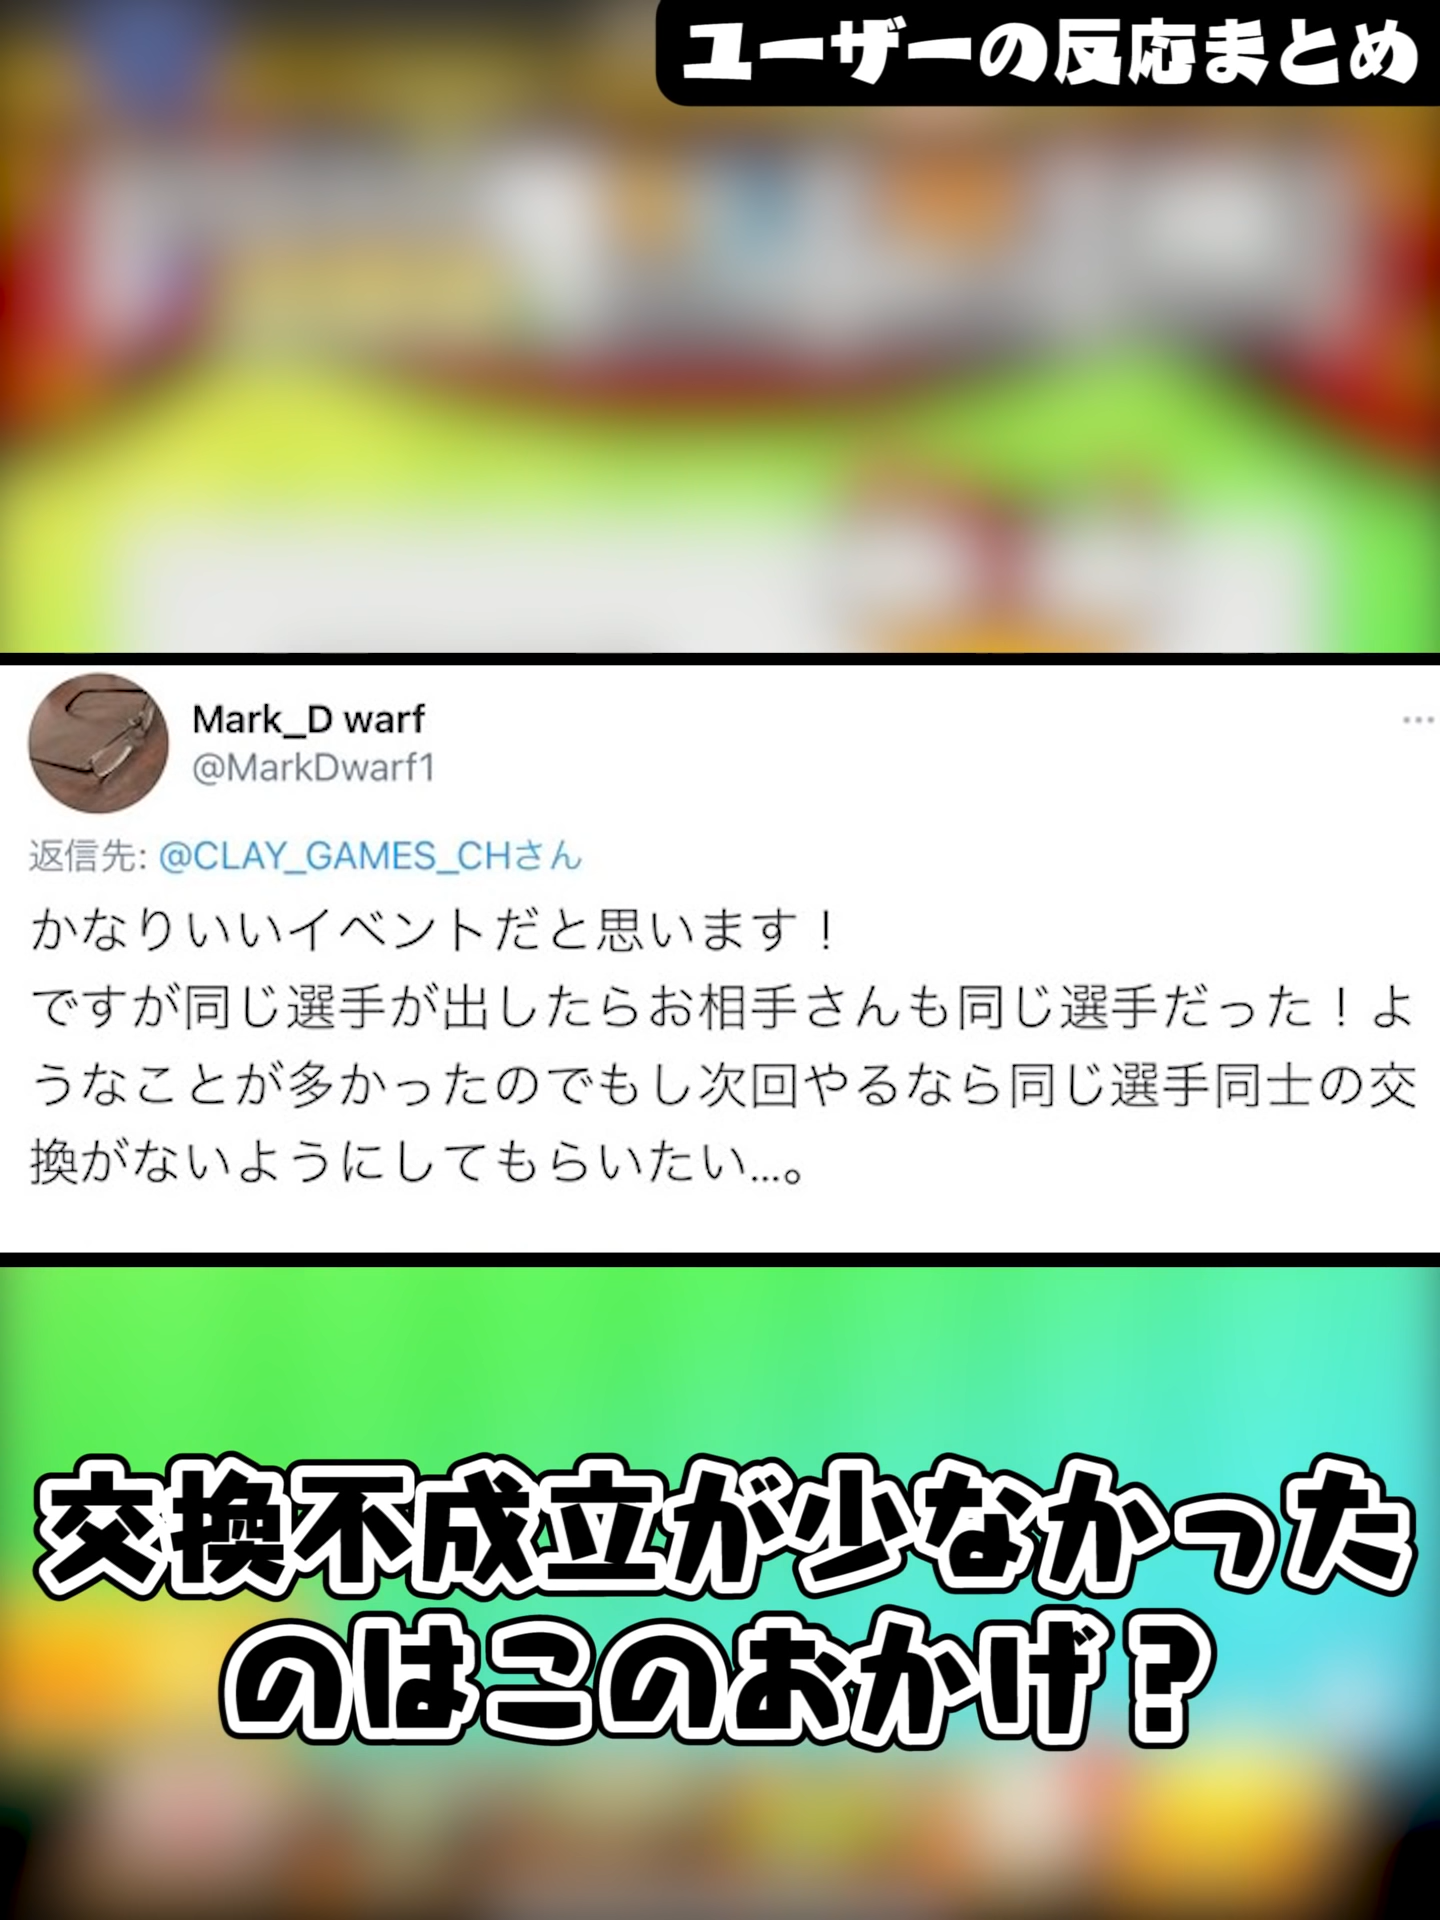 ユーザーの反応まとめ
Mark_D warf
@MarkDwarf1
返信先: @CLAY_GAMES_CHさん
かなりいいイベントだと思います！
ですが同じ選手が出したらお相手さんも同じ選手だった！よ
うなことが多かったのでもし次回やるなら同じ選手同士の交
換がないようにしてもらいたい...。
交換不成立が少なかった
のはこのおかげ？